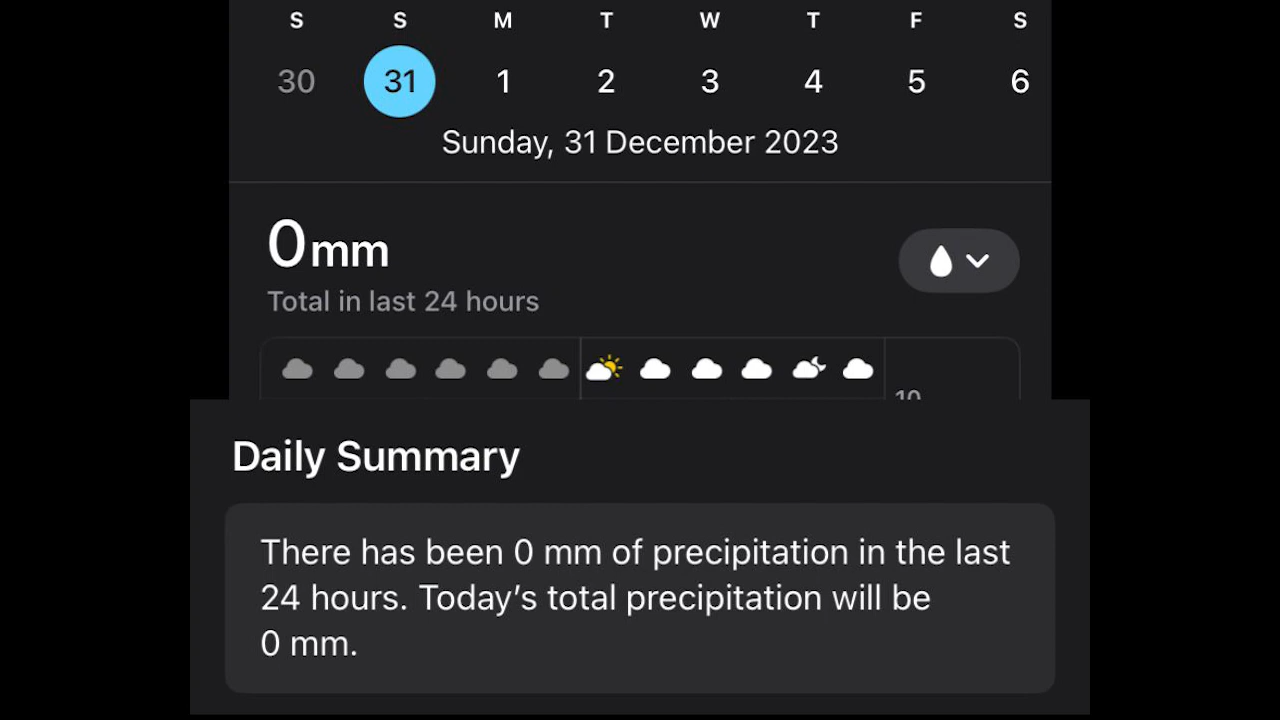 S S M T W T F S
30 31 1 2 3 4 5 6
Sunday, 31 December 2023
0mm
Total in last 24 hours
10
Daily Summary
There has been 0 mm of precipitation in the last
24 hours. Today’s total precipitation will be
0 mm.